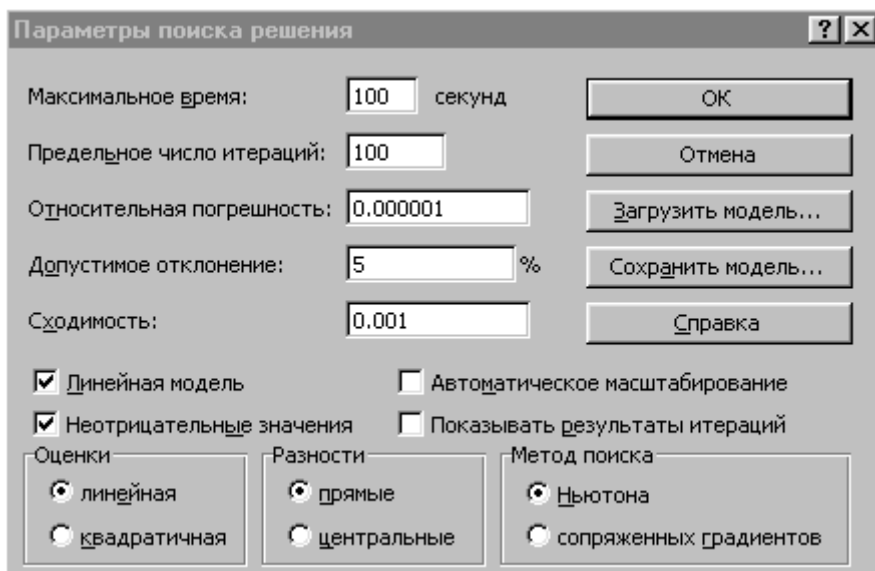 Параметры поиска решения
Максимальное время: 100 секунд OK
Предельное число итераций: 100 Отмена
Относительная погрешность: 0.000001 Загрузить модель...
Допустимое отклонение: 5 % Сохранить модель...
Сходимость: 0.001 Справка
Линейная модель Автоматическое масштабирование
Неотрицательные значения Показывать результаты итераций
Оценки Разности Метод поиска
линейная прямые Ньютона
квадратичная центральные сопряженных градиентов